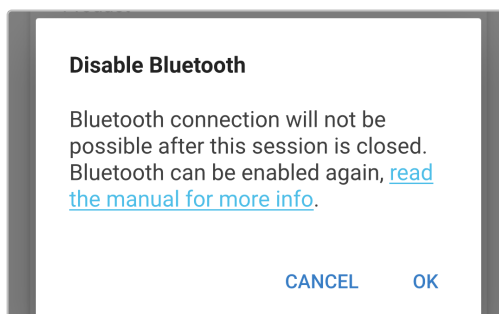 Disable Bluetooth
Bluetooth connection will not be
possible after this session is closed.
Bluetooth can be enabled again, read
the manual for more info.
CANCEL OK